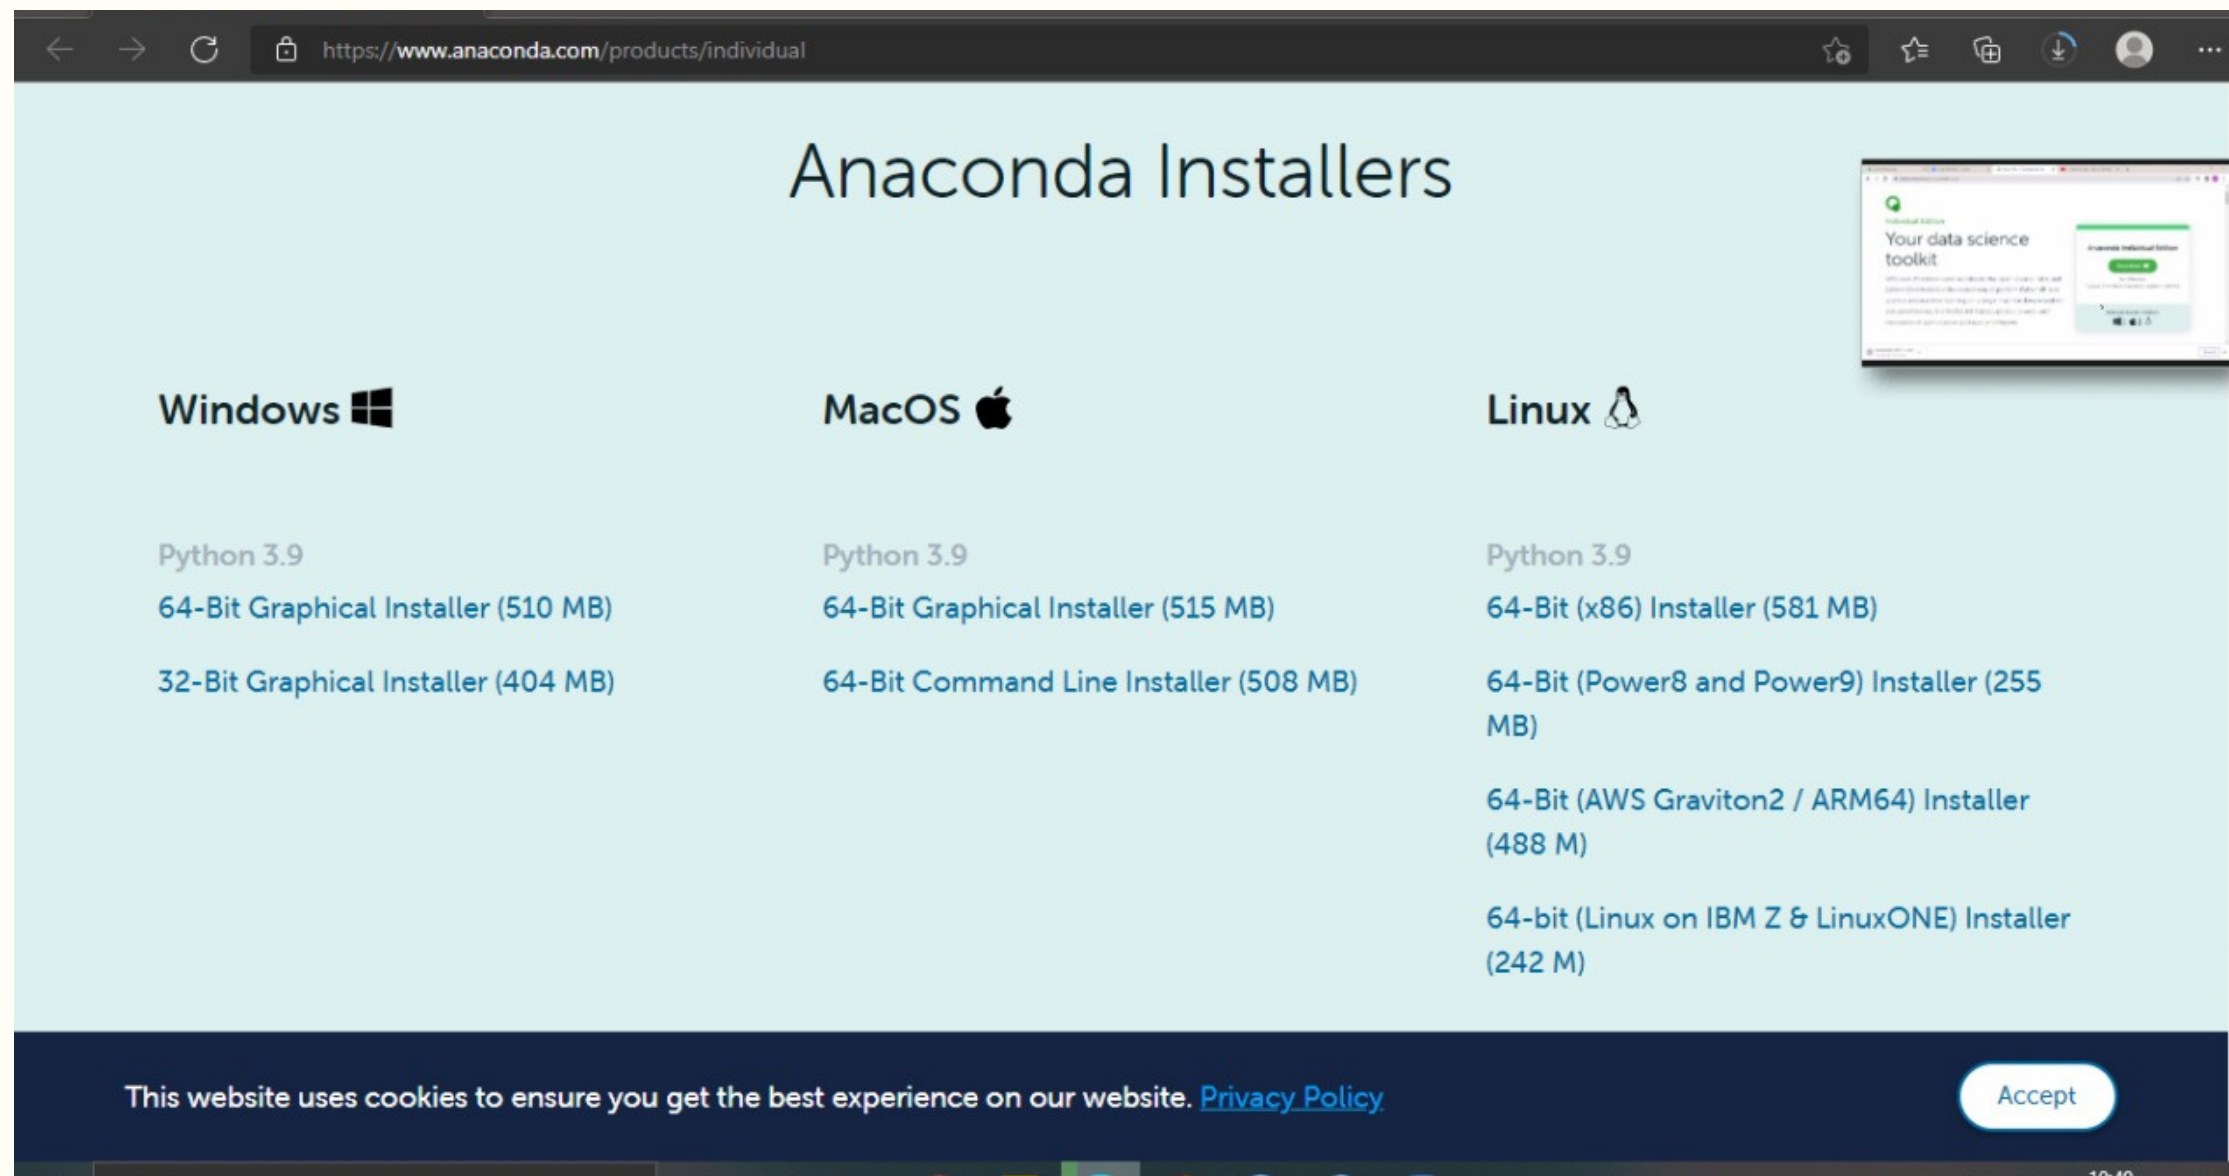 https://www.anaconda.com/products/individual
Anaconda Installers
Your data science
toolkit
Windows
MacOS
Linux
Python 3.9
64-Bit Graphical Installer (510 MB)
32-Bit Graphical Installer (404 MB)
Python 3.9
64-Bit Graphical Installer (515 MB)
64-Bit Command Line Installer (508 MB)
Python 3.9
64-Bit (x86) Installer (581 MB)
64-Bit (Power8 and Power9) Installer (255
MB)
64-Bit (AWS Graviton2 / ARM64) Installer
(488 M)
64-bit (Linux on IBM Z & LinuxONE) Installer
(242 M)
This website uses cookies to ensure you get the best experience on our website. Privacy Policy
Accept